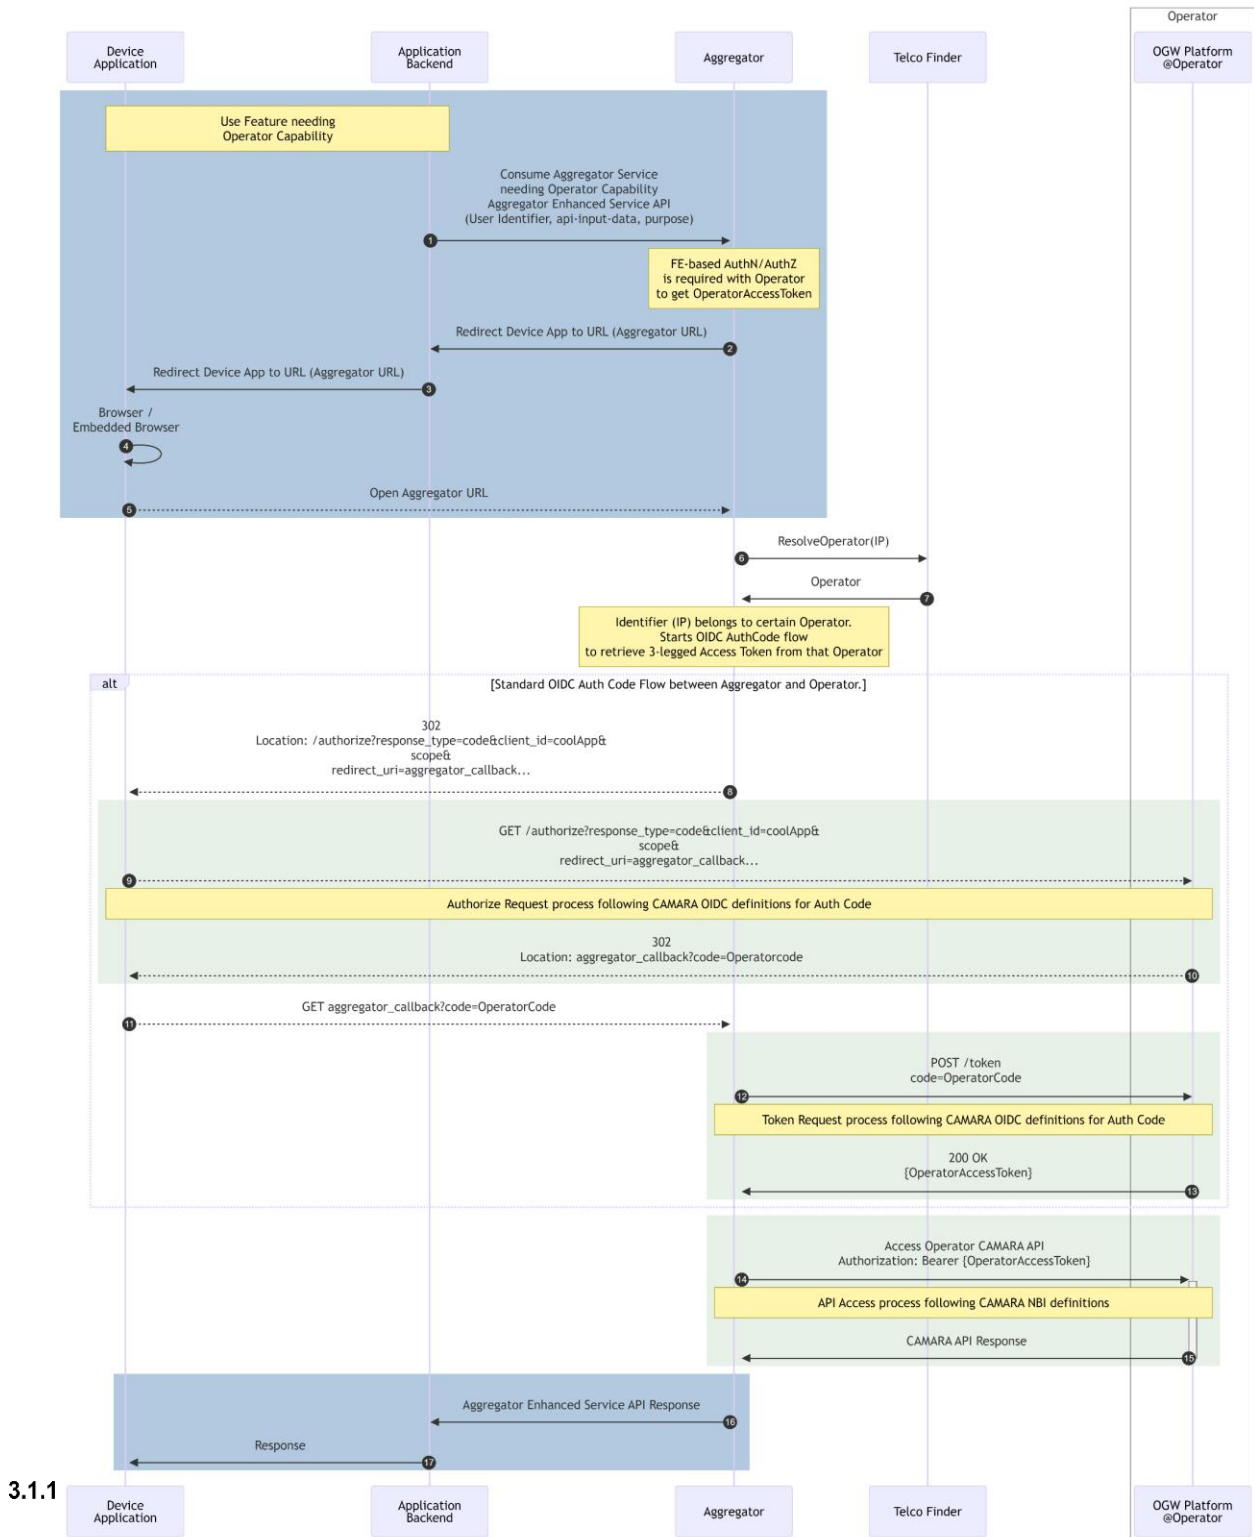 Operator
Device
Application
Application
Backend
Aggregator
Telco Finder
OGW Platform
@Operator
Use Feature needing
Operator Capability
Consume Aggregator Service
needing Operator Capability
Aggregator Enhanced Service API
(User Identifier, api-input-data, purpose)
1
FE-based AuthN/AuthZ
is required with Operator
to get OperatorAccessToken
Redirect Device App to URL (Aggregator URL)
2
Redirect Device App to URL (Aggregator URL)
3
Browser /
Embedded Browser
4
Open Aggregator URL
5
ResolveOperator(IP)
6
Operator
7
Identifier (IP) belongs to certain Operator.
Starts OIDC AuthCode flow
to retrieve 3-legged Access Token from that Operator
alt
[Standard OIDC Auth Code Flow between Aggregator and Operator.]
302
Location: /authorize?response_type=code&client_id=coolApp&
scope&
redirect_uri=aggregator_callback...
8
GET /authorize?response_type=code&client_id=coolApp&
scope&
redirect_uri=aggregator_callback...
9
Authorize Request process following CAMARA OIDC definitions for Auth Code
302
Location: aggregator_callback?code=Operatorcode
10
GET aggregator_callback?code=OperatorCode
11
POST /token
code=OperatorCode
12
Token Request process following CAMARA OIDC definitions for Auth Code
200 OK
{OperatorAccessToken}
13
Access Operator CAMARA API
Authorization: Bearer {OperatorAccessToken}
14
API Access process following CAMARA NBI definitions
CAMARA API Response
15
Aggregator Enhanced Service API Response
16
Response
17
3.1.1
Device
Application
Application
Backend
Aggregator
Telco Finder
OGW Platform
@Operator